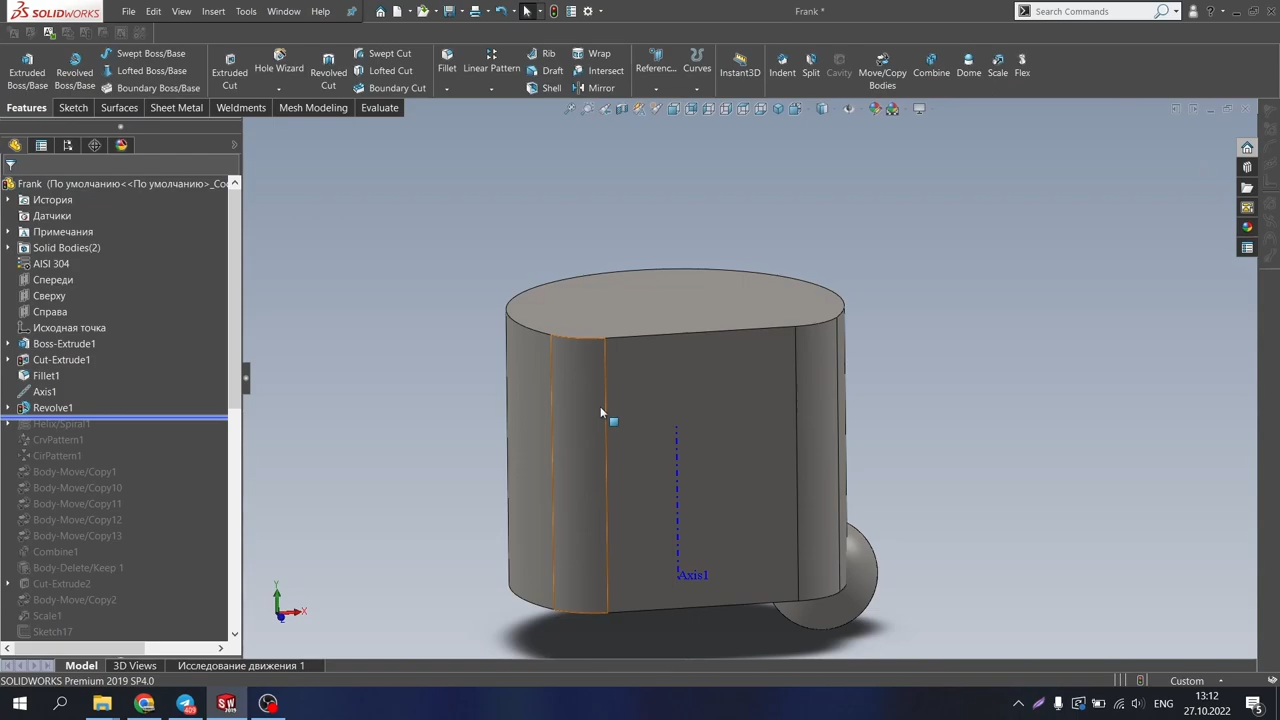 SOLIDWORKS File Edit View Insert Tools Window Help Frank * Search Commands
Extruded Boss/Base
Revolved Boss/Base
Swept Boss/Base
Lofted Boss/Base
Boundary Boss/Base
Extruded Cut
Hole Wizard
Revolved Cut
Swept Cut
Lofted Cut
Boundary Cut
Fillet
Linear Pattern
Rib
Draft
Shell
Wrap
Intersect
Mirror
Referenc...
Curves
Instant3D
Indent
Split
Cavity
Move/Copy Bodies
Combine
Dome
Scale
Flex
Features Sketch Surfaces Sheet Metal Weldments Mesh Modeling Evaluate
Frank (По умолчанию<<По умолчанию>_Co
История
Датчики
Примечания
Solid Bodies(2)
AISI 304
Спереди
Сверху
Справа
Исходная точка
Boss-Extrude1
Cut-Extrude1
Fillet1
Axis1
Revolve1
Helix/Spiral1
CrvPattern1
CirPattern1
Body-Move/Copy1
Body-Move/Copy10
Body-Move/Copy11
Body-Move/Copy12
Body-Move/Copy13
Combine1
Body-Delete/Keep 1
Cut-Extrude2
Body-Move/Copy2
Scale1
Sketch17
Axis1
Y
X
Z
Model 3D Views Исследование движения 1
SOLIDWORKS Premium 2019 SP4.0 Custom
ENG 13:12
27.10.2022